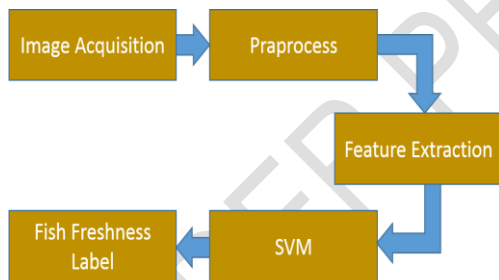 Image Acquisition
Praprocess
Feature Extraction
SVM
Fish Freshness
Label